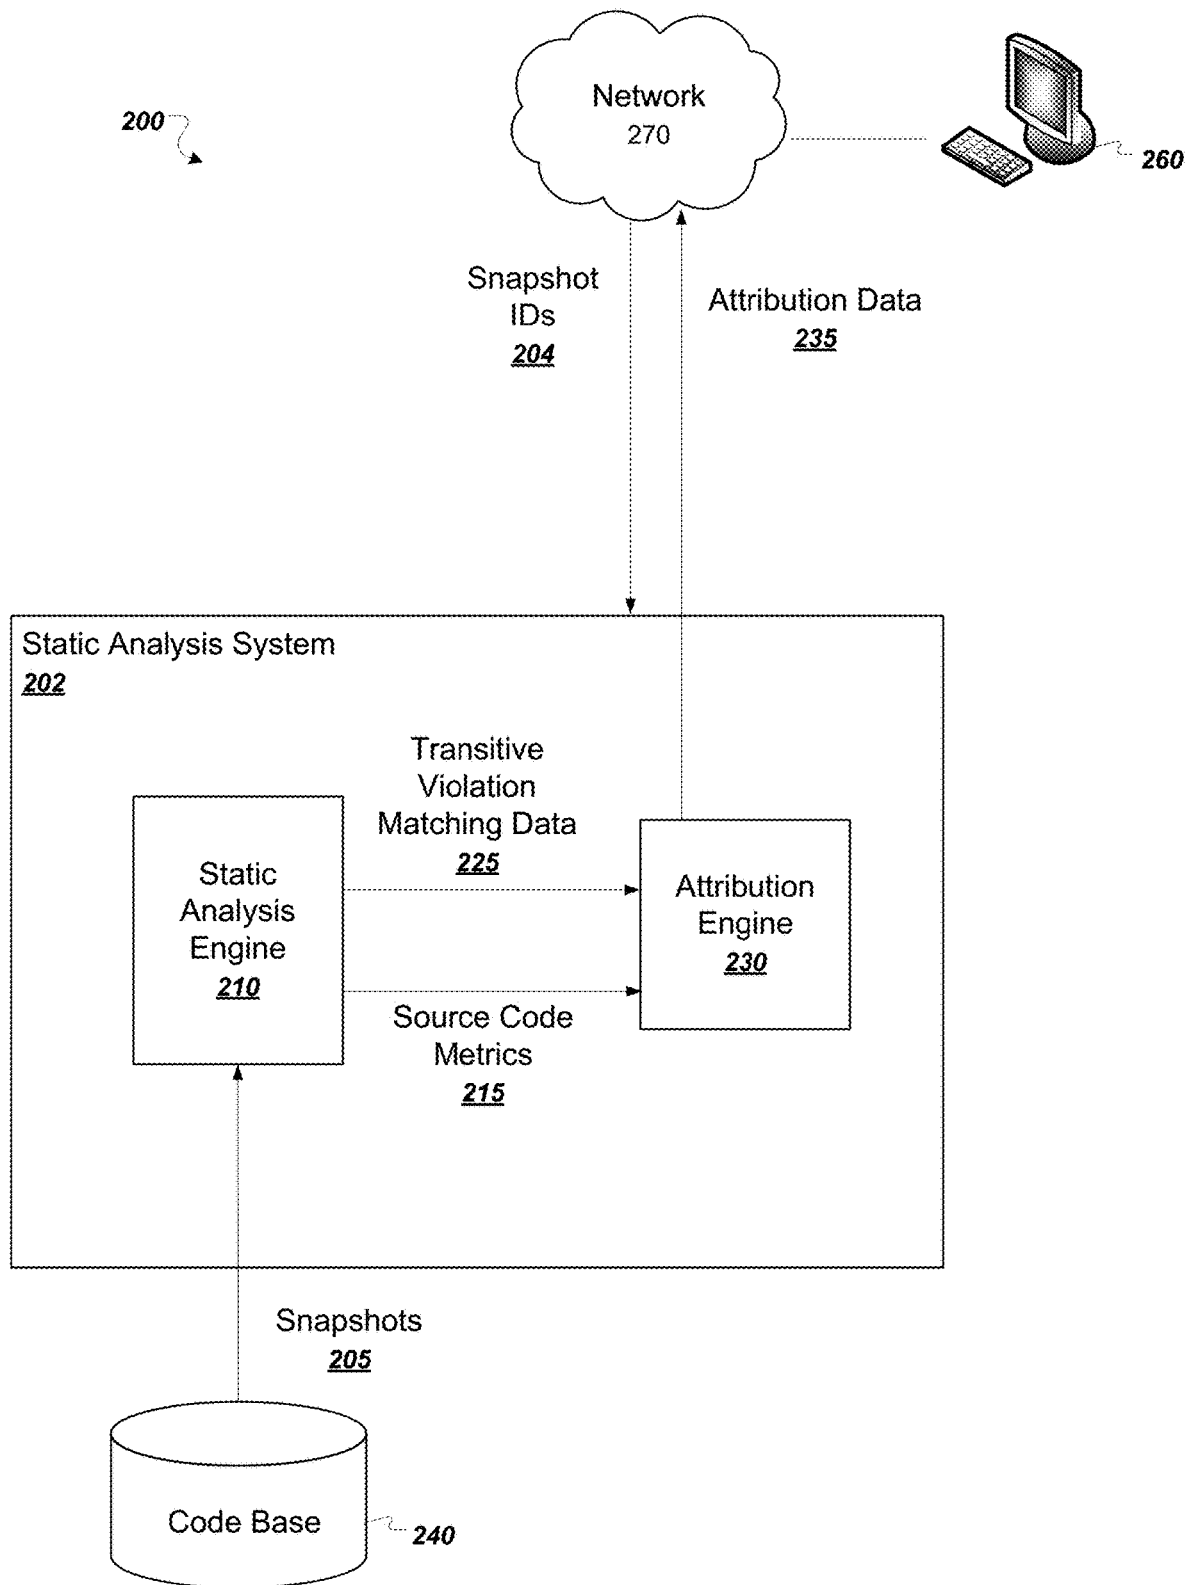 Network
270
200
260
Snapshot
IDs
204
Attribution Data
235
Static Analysis System
202
Transitive
Violation
Matching Data
225
Static
Analysis
Engine
210
Attribution
Engine
230
Source Code
Metrics
215
Snapshots
205
Code Base
240